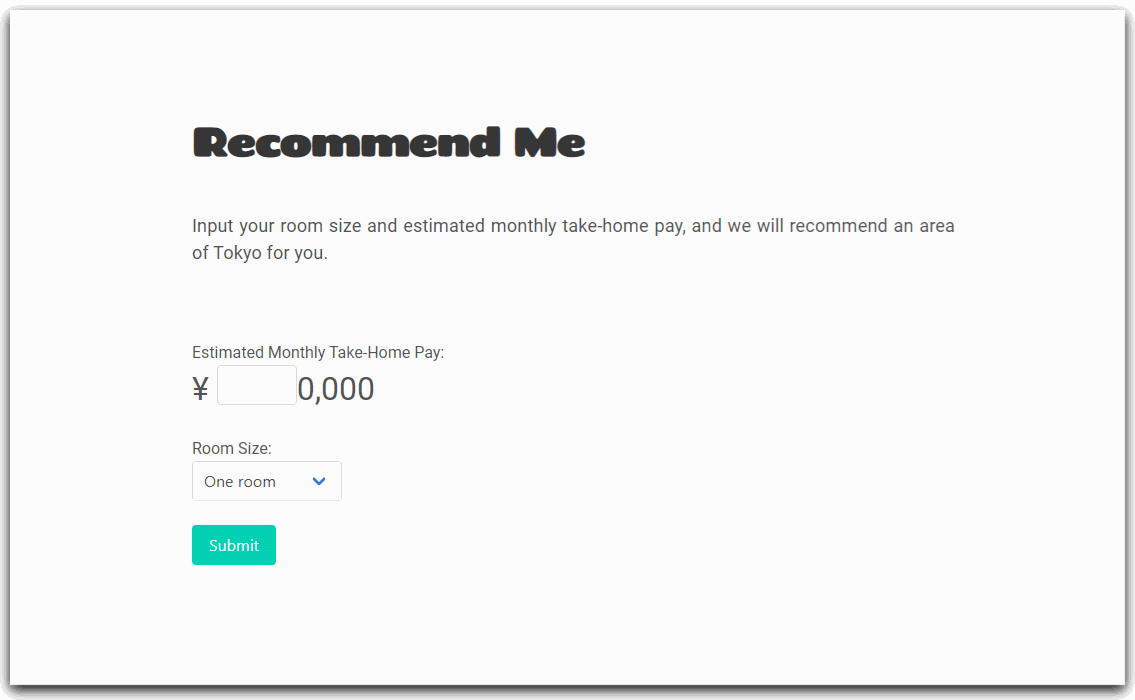 Recommend Me
Input your room size and estimated monthly take-home pay, and we will recommend an area
of Tokyo for you.
Estimated Monthly Take-Home Pay:
¥ 0,000
Room Size:
One room
Submit